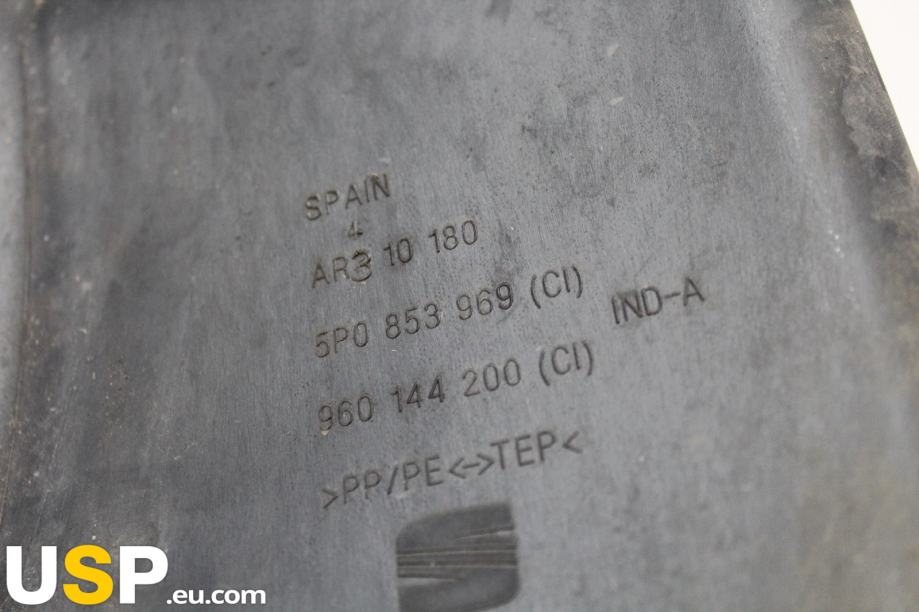 SPAIN
4
AR3 10 180
5P0 853 969 (CI) IND-A
960 144 200 (CI)
>PP/PE<->TEP<
USP.eu.com